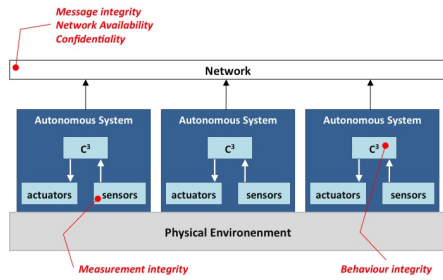 Message integrity
Network Availability
Confidentiality
Network
Autonomous System
Autonomous System
Autonomous System
C³
C³
C³
actuators
sensors
actuators
sensors
actuators
sensors
Physical Environenment
Measurement integrity
Behaviour integrity